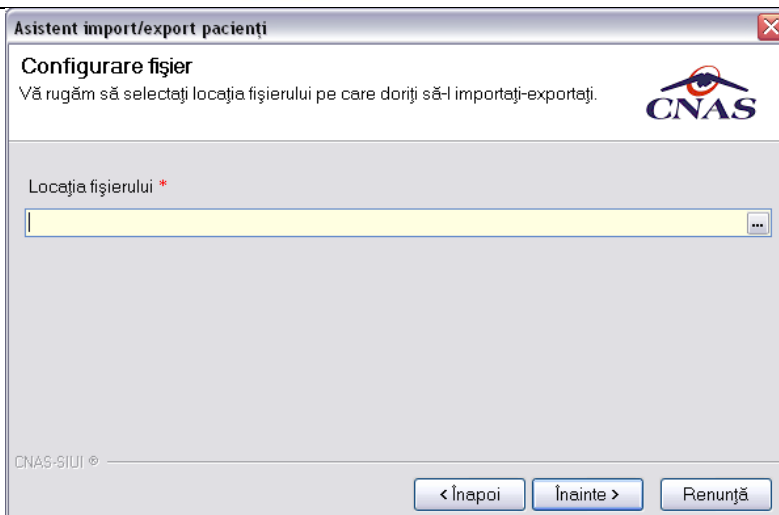 Asistent import/export pacienți
Configurare fişier
Vă rugăm să selectați locația fişierului pe care doriți să-l importați-exportați.
CNAS
Locația fişierului *
...
CNAS-SIUI ®
< Înapoi
Înainte >
Renunță